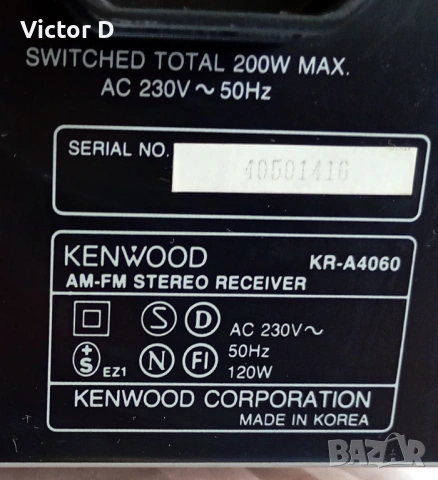 Victor D
SWITCHED TOTAL 200W MAX.
AC 230V ~ 50Hz
SERIAL NO. 40501416
KENWOOD KR-A4060
AM-FM STEREO RECEIVER
S D AC 230V~
50Hz
+S EZ1 N FI 120W
KENWOOD CORPORATION
MADE IN KOREA
BAZAR